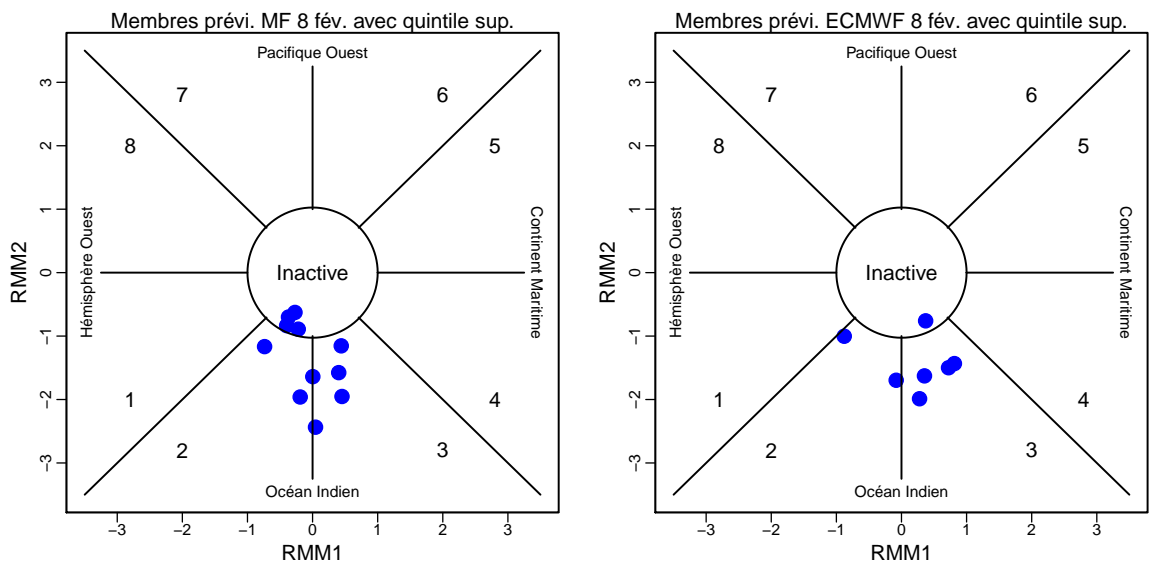 Membres prévi. MF 8 fév. avec quintile sup.
Pacifique Ouest
7
6
8
5
Hémisphère Ouest
Continent Maritime
Inactive
1
4
2
3
Océan Indien
3
2
1
0
−1
−2
−3
RMM2
−3
−2
−1
0
1
2
3
RMM1
Membres prévi. ECMWF 8 fév. avec quintile sup.
Pacifique Ouest
7
6
8
5
Hémisphère Ouest
Continent Maritime
Inactive
1
4
2
3
Océan Indien
3
2
1
0
−1
−2
−3
RMM2
−3
−2
−1
0
1
2
3
RMM1